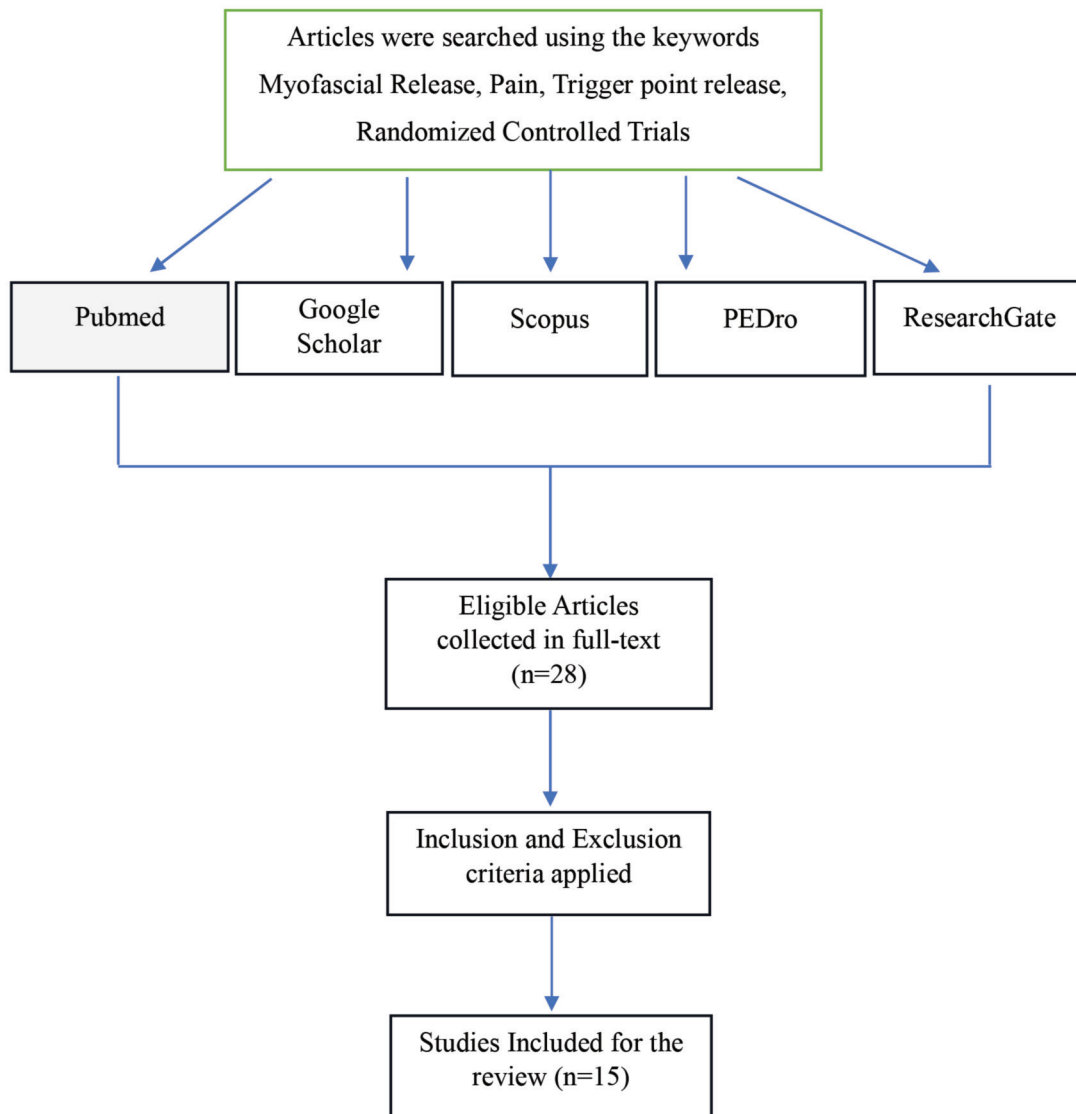 Articles were searched using the keywords
Myofascial Release, Pain, Trigger point release,
Randomized Controlled Trials
Pubmed
Google
Scholar
Scopus
PEDro
ResearchGate
Eligible Articles
collected in full-text
(n=28)
Inclusion and Exclusion
criteria applied
Studies Included for the
review (n=15)